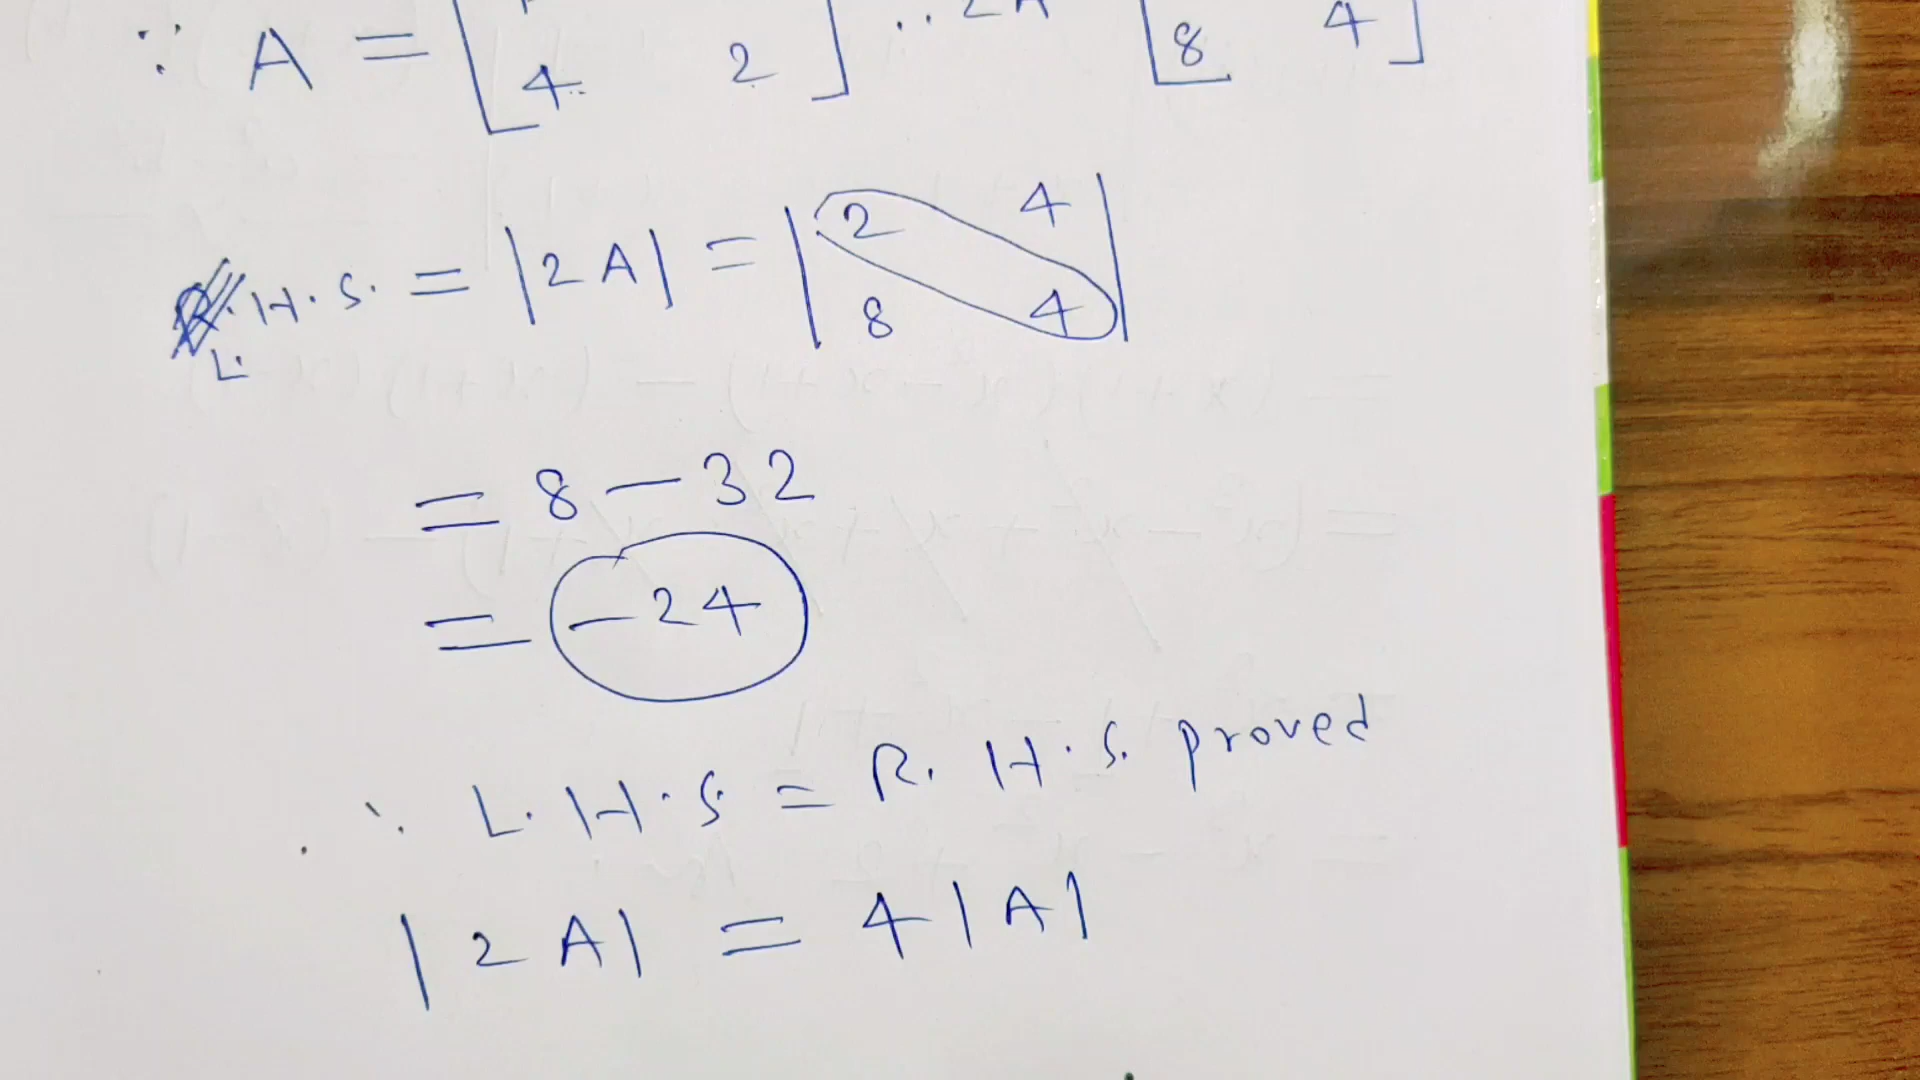 ∵ A = [ 4 2 ] ∴ 2A [ 8 4 ]
L.H.S. = |2A| = | 2 4 |
| 8 4 |
= 8 - 32
= -24
∵ L.H.S = R.H.S. proved
|2A| = 4|A|